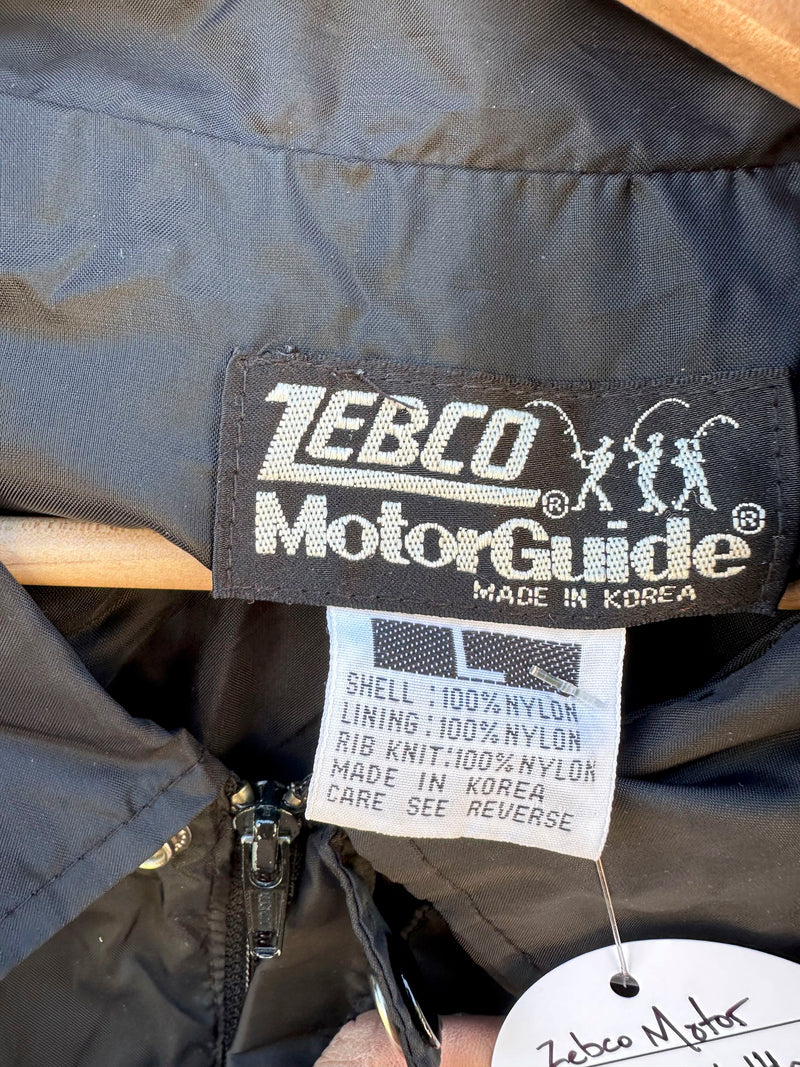 ZEBCO®
MotorGuide®
MADE IN KOREA
L
SHELL : 100% NYLON
LINING : 100% NYLON
RIB KNIT: 100% NYLON
MADE IN KOREA
CARE SEE REVERSE
Zebco Motor